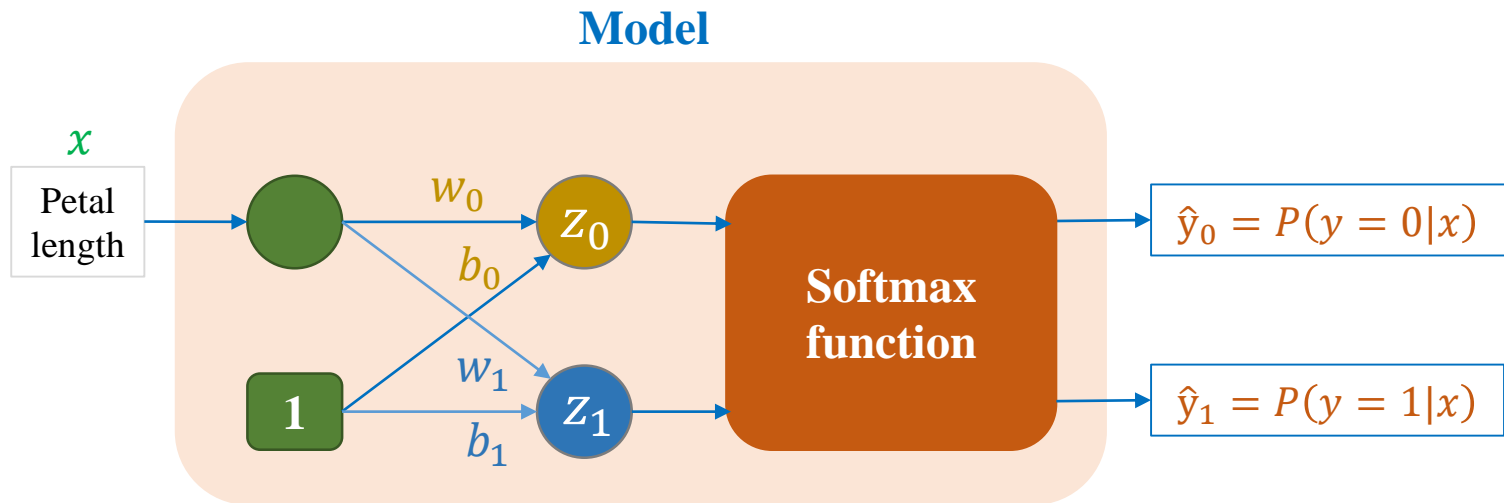 Model
x
Petal
length
w₀
z₀
b₀
w₁
1
z₁
b₁
Softmax
function
ŷ₀ = P(y = 0|x)
ŷ₁ = P(y = 1|x)